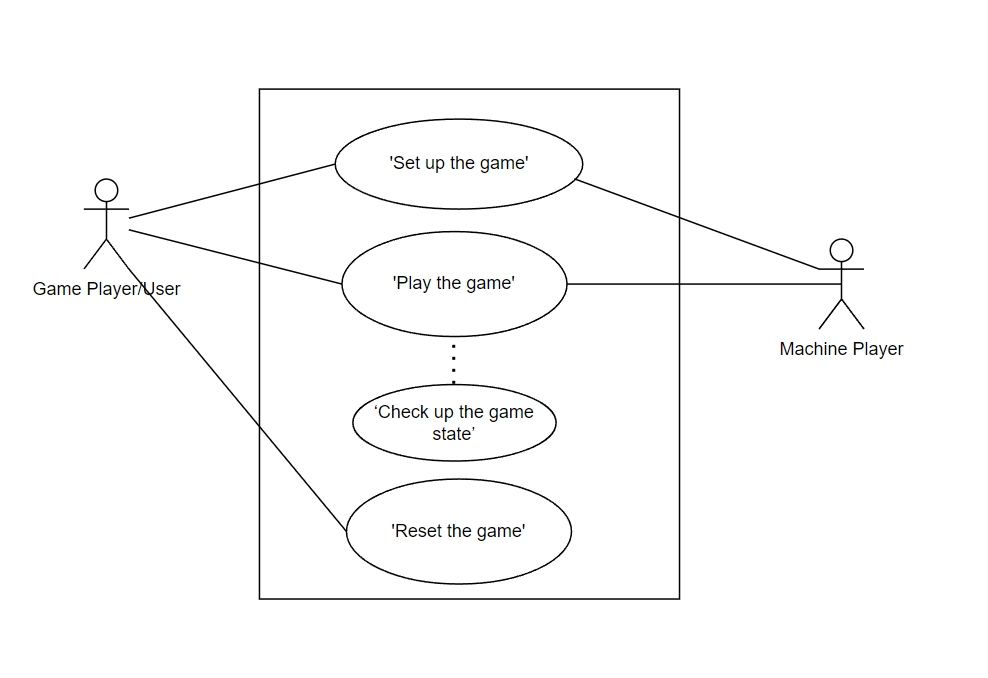 'Set up the game'
Game Player/User
'Play the game'
Machine Player
‘Check up the game
state’
'Reset the game'